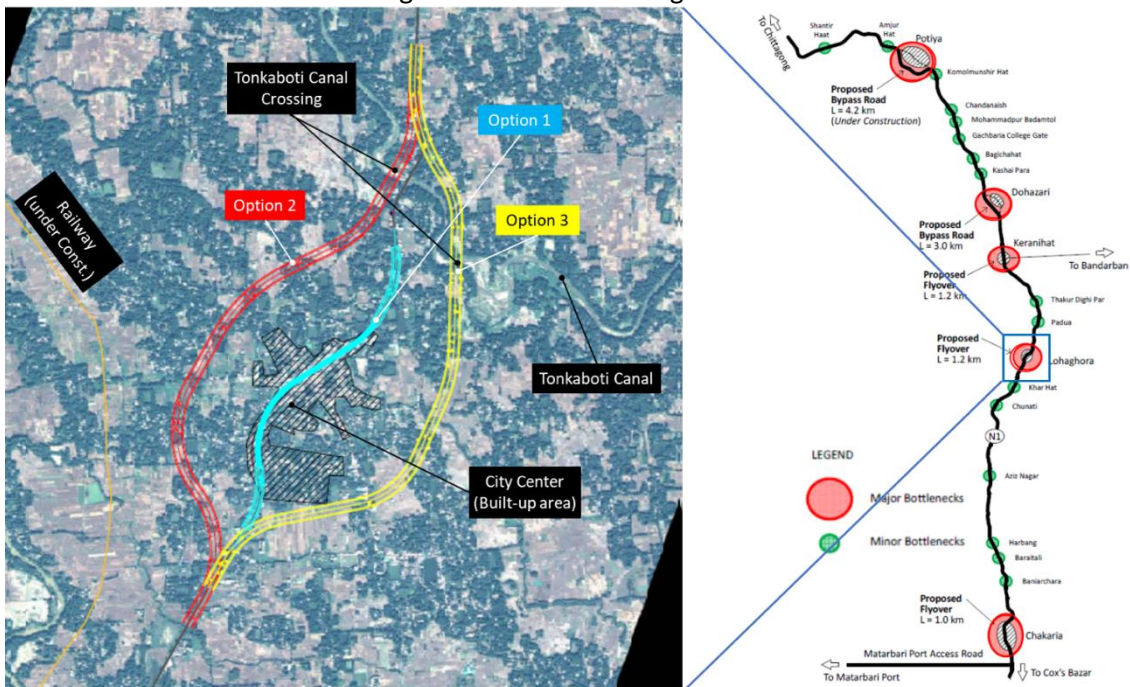 Tonkaboti Canal
Crossing
Option 1
Option 2
Option 3
Railway
(under Const.)
Tonkaboti Canal
City Center
(Built-up area)
To Chittagong
Shantir
Haat
Amjur
Hat
Potiya
Komolmunshir Hat
Proposed
Bypass Road
L = 4.2 km
(Under Construction)
Chandanaish
Mohammadpur Badamtol
Gachbaria College Gate
Bagichahat
Kashai Para
Dohazari
Proposed
Bypass Road
L = 3.0 km
Keranihat
To Bandarban
Proposed
Flyover
L = 1.2 km
Thakur Dighi Par
Padua
Proposed
Flyover
L = 1.2 km
Lohaghora
Khar Hat
Chunati
N1
LEGEND
Major Bottlenecks
Minor Bottlenecks
Aziz Nagar
Harbang
Baraitali
Baniarchara
Proposed
Flyover
L = 1.0 km
Chakaria
Matarbari Port Access Road
To Matarbari Port
To Cox's Bazar